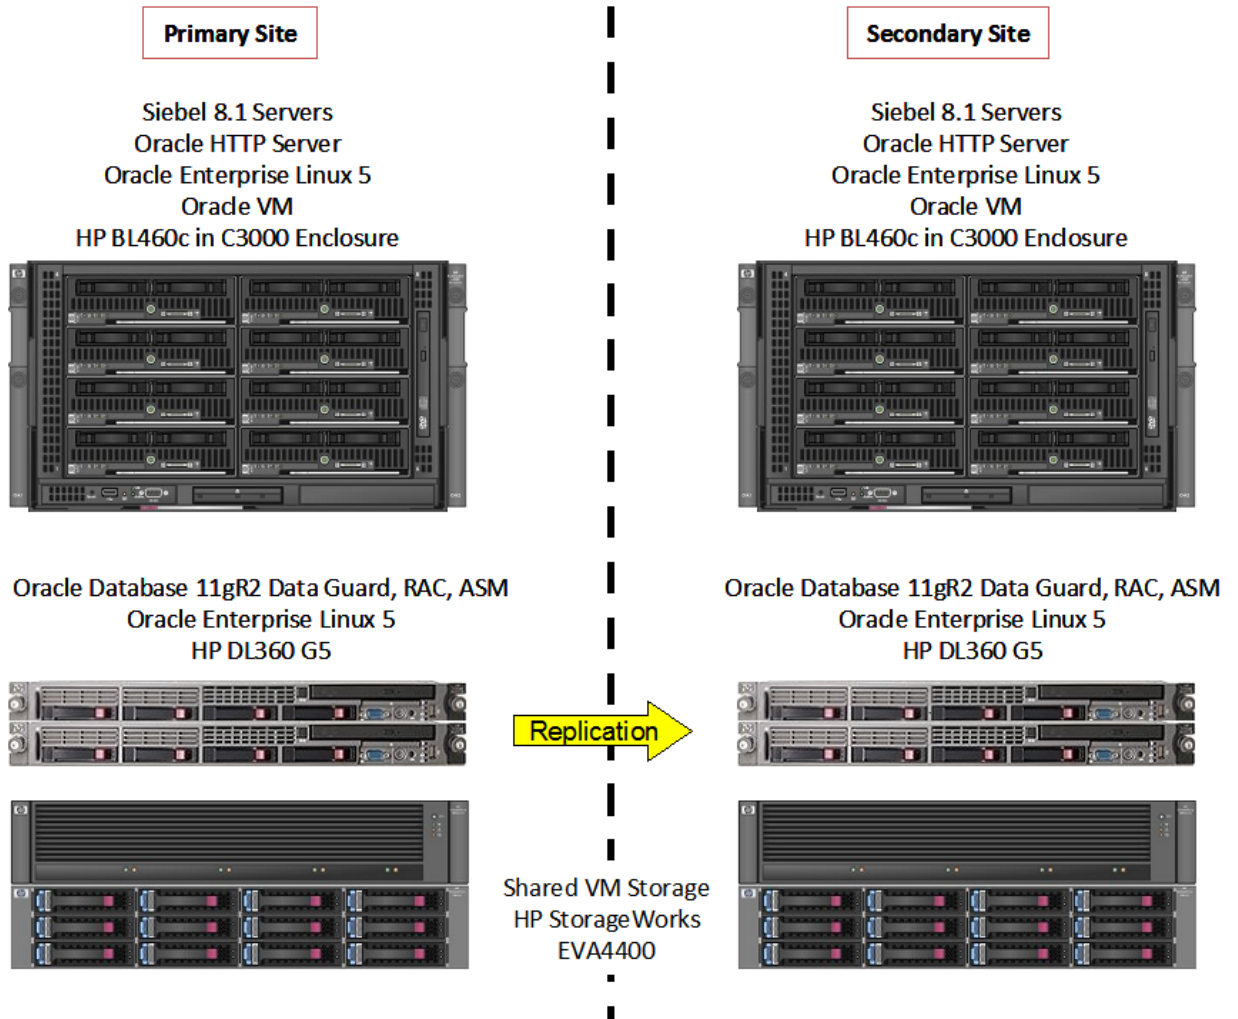 Primary Site
Secondary Site
Siebel 8.1 Servers
Oracle HTTP Server
Oracle Enterprise Linux 5
Oracle VM
HP BL460c in C3000 Enclosure
Siebel 8.1 Servers
Oracle HTTP Server
Oracle Enterprise Linux 5
Oracle VM
HP BL460c in C3000 Enclosure
Oracle Database 11gR2 Data Guard, RAC, ASM
Oracle Enterprise Linux 5
HP DL360 G5
Oracle Database 11gR2 Data Guard, RAC, ASM
Oracle Enterprise Linux 5
HP DL360 G5
Replication
Shared VM Storage
HP StorageWorks
EVA4400